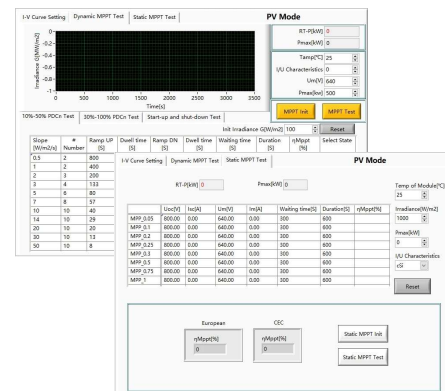 I-V Curve Setting Dynamic MPPT Test Static MPPT Test PV Mode
RT-P[kW] 0
Pmax[kW] 0
Tamp[℃] 25
I/U Characteristics 0
Um[V] 640
Pmax[kw] 500
MPPT Init MPPT Test
Irradiance G[MW/m2]
0
-0.2
-0.4
-0.6
-0.8
-1
0 500 1000 1500 2000 2500 3000 3500
Time[s]
10%-50% PDCn Test 30%-100% PDCn Test Start-up and shut-down Test
Init Irradiance G[W/m2] 100 Reset
Slope [W/m2/s] # Number Ramp UP [S] Dwell time [S] Ramp DN [S] Dwell time [S] Waiting time [S] Duration [S] ηMppt [%] Select State
0.5 2 800
1 2 400
2 3 200
3 4 133
5 6 80
7 8 57
10 10 40
14 10 29
20 10 20
30 10 13
50 10 8
I-V Curve Setting Dynamic MPPT Test Static MPPT Test PV Mode
RT-P[kW] 0 Pmax[kW] 0
Temp of Module[℃]
25
Irradiance[W/m2]
1000
Pmax[kW]
0
I/U Characteristics
cSi
Reset
Uoc[V] Isc[A] Um[V] Im[A] Waiting time[S] Duration[S] ηMppt[%]
MPP_0.05 800.00 0.00 640.00 0.00 300 600
MPP_0.1 800.00 0.00 640.00 0.00 300 600
MPP_0.2 800.00 0.00 640.00 0.00 300 600
MPP_0.25 800.00 0.00 640.00 0.00 300 600
MPP_0.3 800.00 0.00 640.00 0.00 300 600
MPP_0.5 800.00 0.00 640.00 0.00 300 600
MPP_0.75 800.00 0.00 640.00 0.00 300 600
MPP_1 800.00 0.00 640.00 0.00 300 600
European CEC
ηMppt[%] ηMppt[%]
0 0
Static MPPT Init
Static MPPT Test